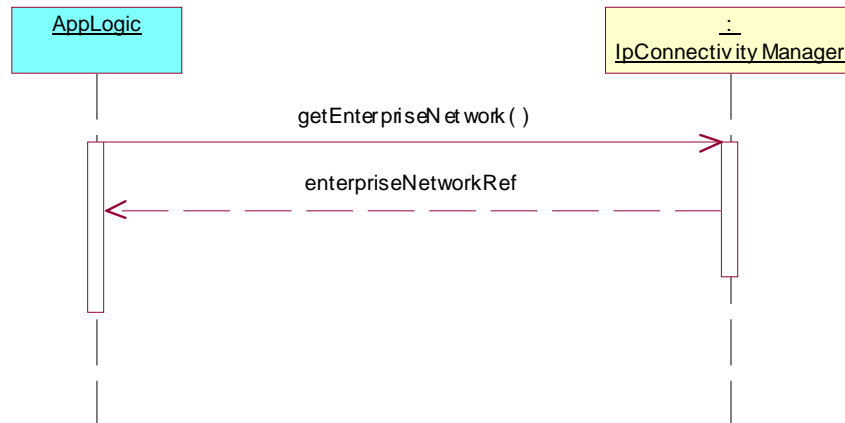 AppLogic
:
IpConnectivityManager
getEnterpriseNetwork()
enterpriseNetworkRef